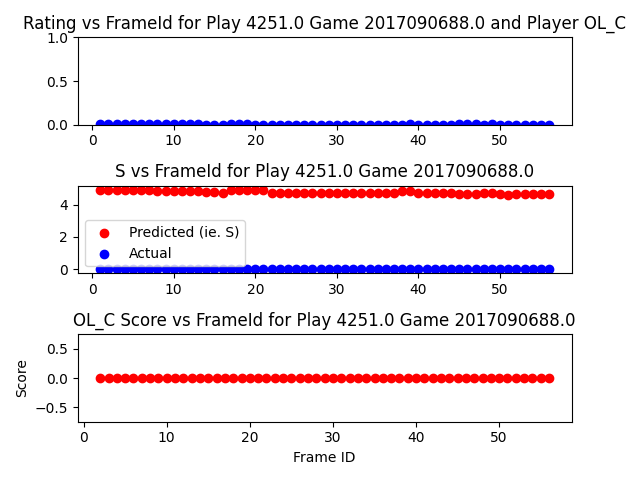 Rating vs FrameId for Play 4251.0 Game 2017090688.0 and Player OL_C
1.0
0.5
0.0
0 10 20 30 40 50
S vs FrameId for Play 4251.0 Game 2017090688.0
4
2
0
Predicted (ie. S)
Actual
0 10 20 30 40 50
OL_C Score vs FrameId for Play 4251.0 Game 2017090688.0
Score
0.5
0.0
−0.5
0 10 20 30 40 50
Frame ID